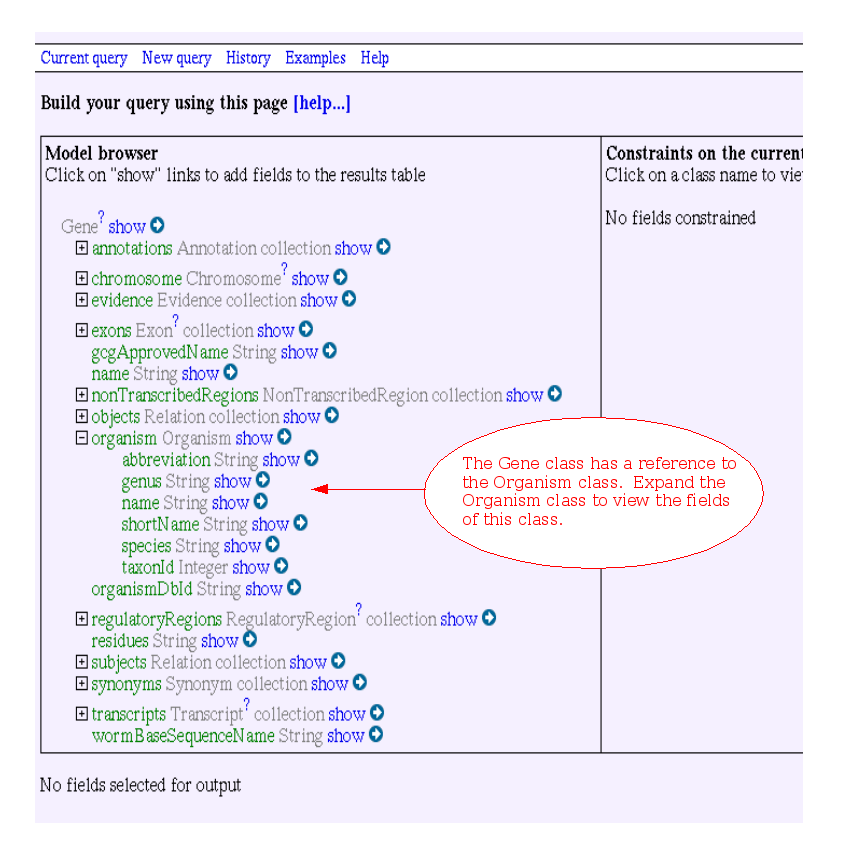 Current query New query History Examples Help
Build your query using this page [help...]
Model browser
Click on "show" links to add fields to the results table
Gene? show
annotations Annotation collection show
chromosome Chromosome? show
evidence Evidence collection show
exons Exon? collection show
gcgApprovedName String show
name String show
nonTranscribedRegions NonTranscribedRegion collection show
objects Relation collection show
organism Organism show
abbreviation String show
genus String show
name String show
shortName String show
species String show
taxonId Integer show
organismDbId String show
regulatoryRegions RegulatoryRegion? collection show
residues String show
subjects Relation collection show
synonyms Synonym collection show
transcripts Transcript? collection show
wormBaseSequenceName String show
Constraints on the current
Click on a class name to vie
No fields constrained
The Gene class has a reference to
the Organism class. Expand the
Organism class to view the fields
of this class.
No fields selected for output